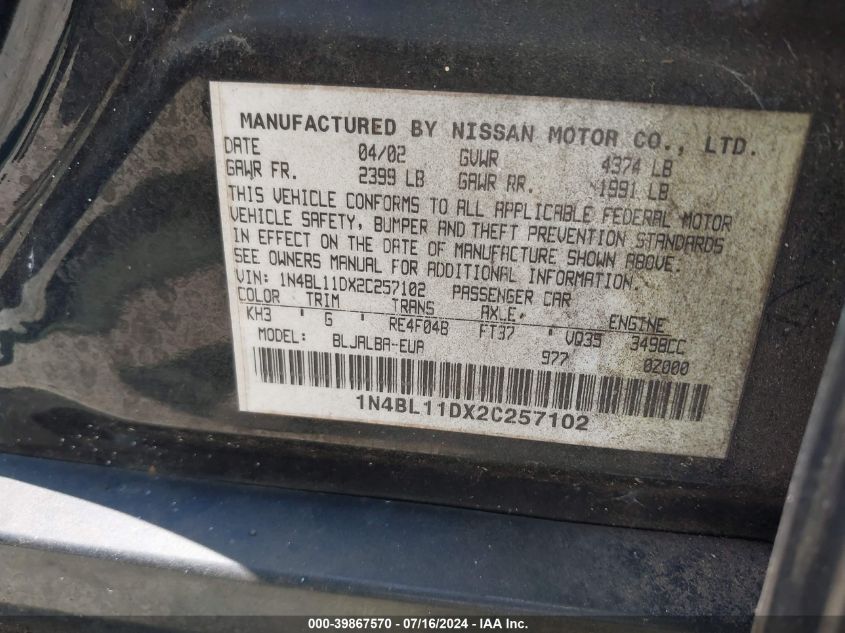 MANUFACTURED BY NISSAN MOTOR CO., LTD.
DATE 04/02 GVWR 4374 LB
GAWR FR. 2399 LB GAWR RR. 1991 LB
THIS VEHICLE CONFORMS TO ALL APPLICABLE FEDERAL MOTOR
VEHICLE SAFETY, BUMPER AND THEFT PREVENTION STANDARDS
IN EFFECT ON THE DATE OF MANUFACTURE SHOWN ABOVE.
SEE OWNERS MANUAL FOR ADDITIONAL INFORMATION.
VIN: 1N4BL11DX2C257102 PASSENGER CAR
COLOR TRIM TRANS AXLE. ENGINE
KH3 ' G ' RE4F04B FT37 ' VQ35 3498CC
MODEL: BLJALBA-EUA 977 0Z000
1N4BL11DX2C257102
000-39867570 - 07/16/2024 - IAA Inc.